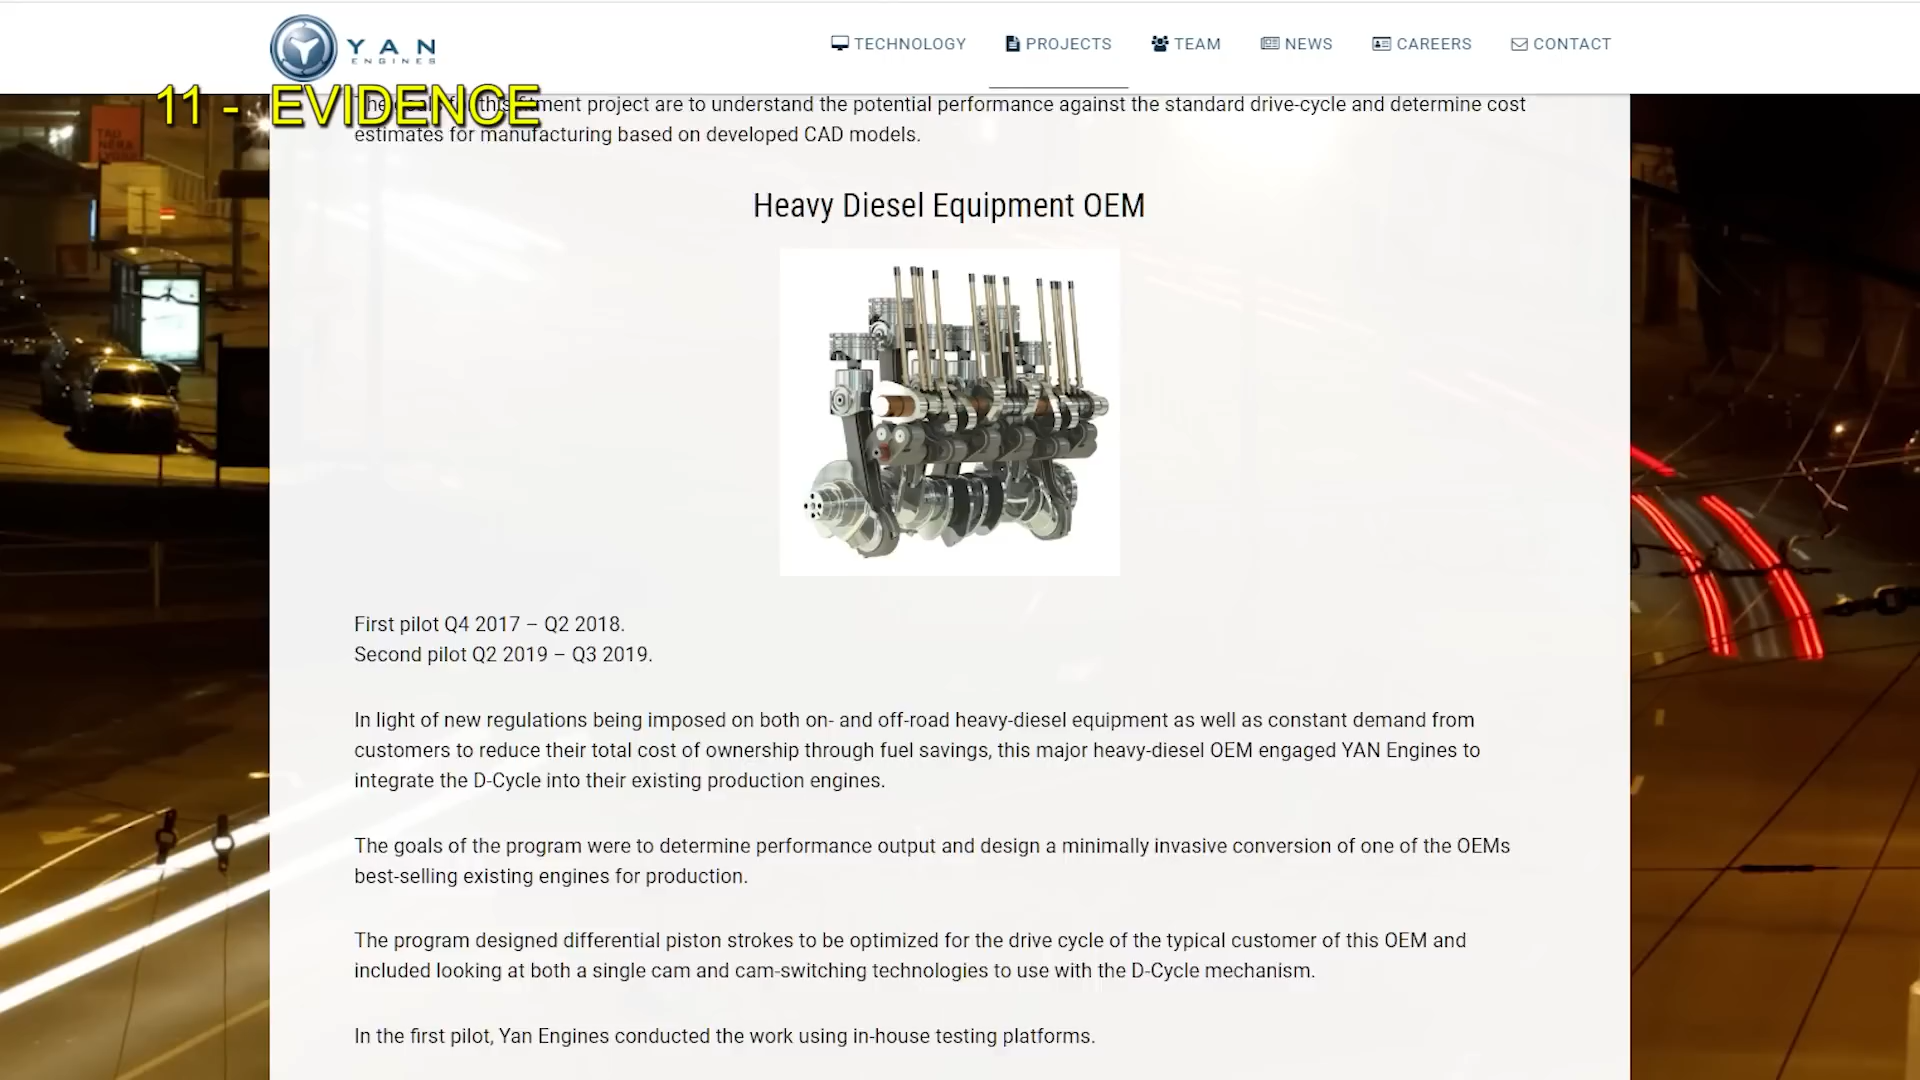 YAN
ENGINES
TECHNOLOGY
PROJECTS
TEAM
NEWS
CAREERS
CONTACT
11 - EVIDENCE
this fitment project are to understand the potential performance against the standard drive-cycle and determine cost
estimates for manufacturing based on developed CAD models.
Heavy Diesel Equipment OEM
First pilot Q4 2017 – Q2 2018.
Second pilot Q2 2019 – Q3 2019.
In light of new regulations being imposed on both on- and off-road heavy-diesel equipment as well as constant demand from
customers to reduce their total cost of ownership through fuel savings, this major heavy-diesel OEM engaged YAN Engines to
integrate the D-Cycle into their existing production engines.
The goals of the program were to determine performance output and design a minimally invasive conversion of one of the OEMs
best-selling existing engines for production.
The program designed differential piston strokes to be optimized for the drive cycle of the typical customer of this OEM and
included looking at both a single cam and cam-switching technologies to use with the D-Cycle mechanism.
In the first pilot, Yan Engines conducted the work using in-house testing platforms.